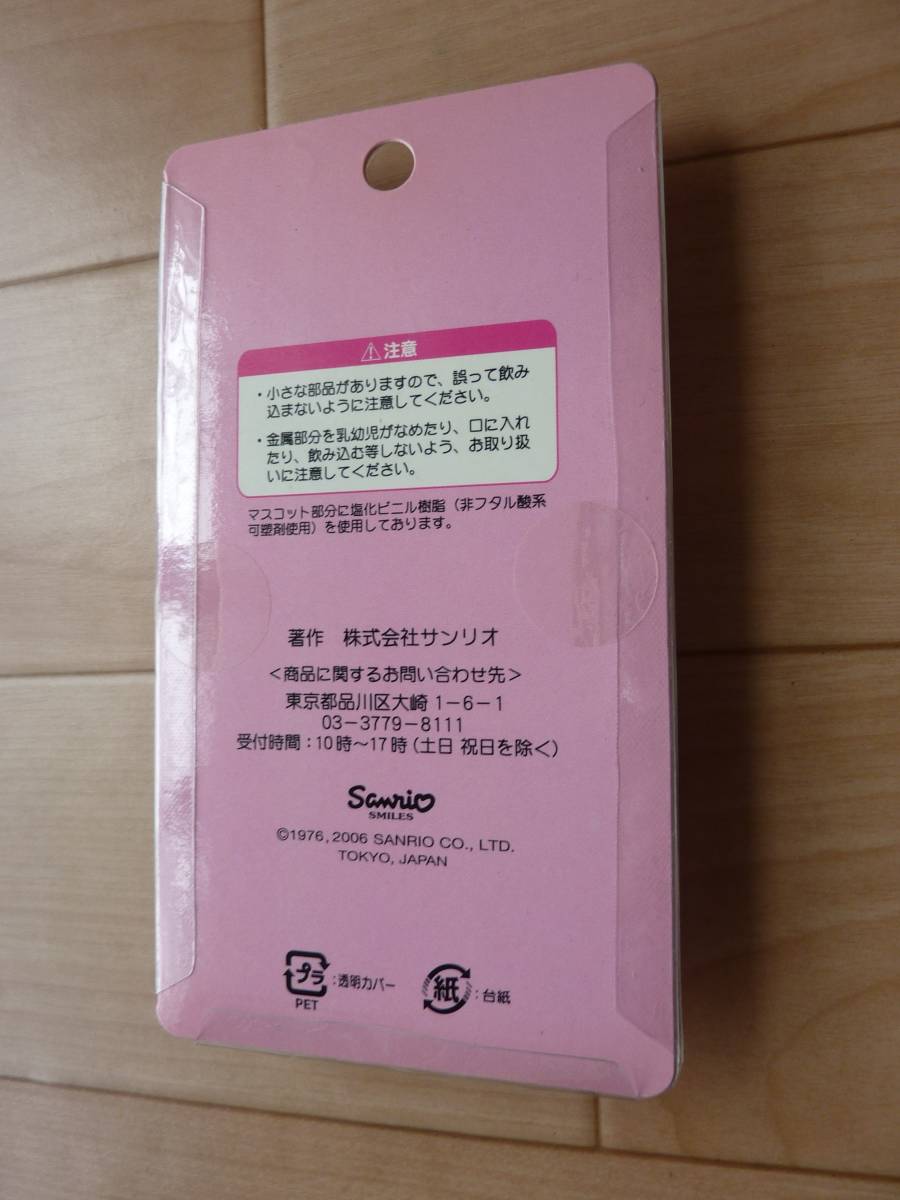 ⚠注意
・小さな部品がありますので、誤って飲み
込まないように注意してください。
・金属部分を乳幼児がなめたり、口に入れ
たり、飲み込む等しないよう、お取り扱
いに注意してください。
マスコット部分に塩化ビニル樹脂（非フタル酸系
可塑剤使用）を使用しております。
著作　株式会社サンリオ
＜商品に関するお問い合わせ先＞
東京都品川区大崎 1－6－1
03－3779－8111
受付時間：10時～17時（土日 祝日を除く）
Sanrio
SMILES
©1976, 2006 SANRIO CO., LTD.
TOKYO, JAPAN
プラ：透明カバー
PET
紙：台紙